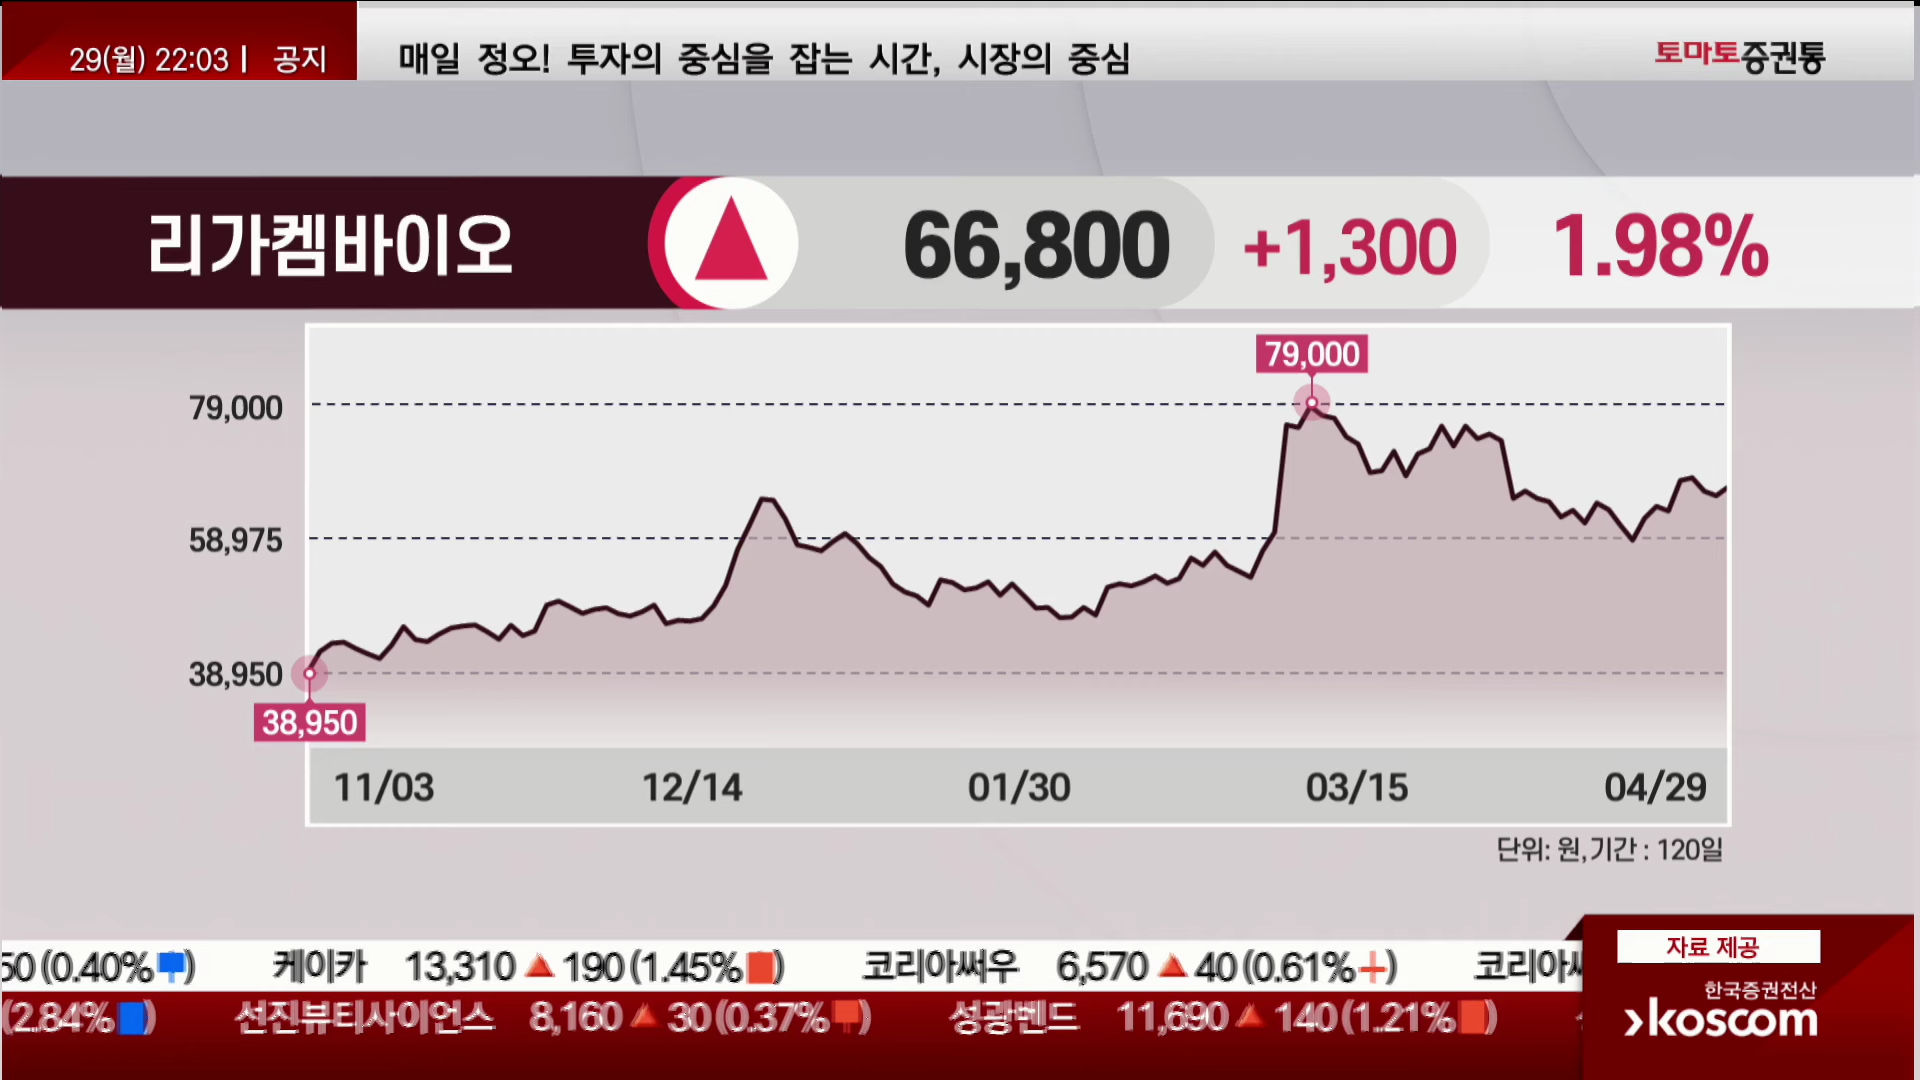 29(월) 22:03 | 공지
매일 정오! 투자의 중심을 잡는 시간, 시장의 중심
토마토증권통
리가켐바이오 ▲ 66,800 +1,300 1.98%
79,000
79,000
58,975
38,950
38,950
11/03 12/14 01/30 03/15 04/29
단위: 원, 기간 : 120일
50 (0.40%) 케이카 13,310 ▲ 190 (1.45%) 코리아써우 6,570 ▲ 40 (0.61%) 코리아
(2.84%) 선진뷰티사이언스 8,160 ▲ 30 (0.37%) 성광벤드 11,690 ▲ 140 (1.21%)
자료 제공
한국증권전산
koscom